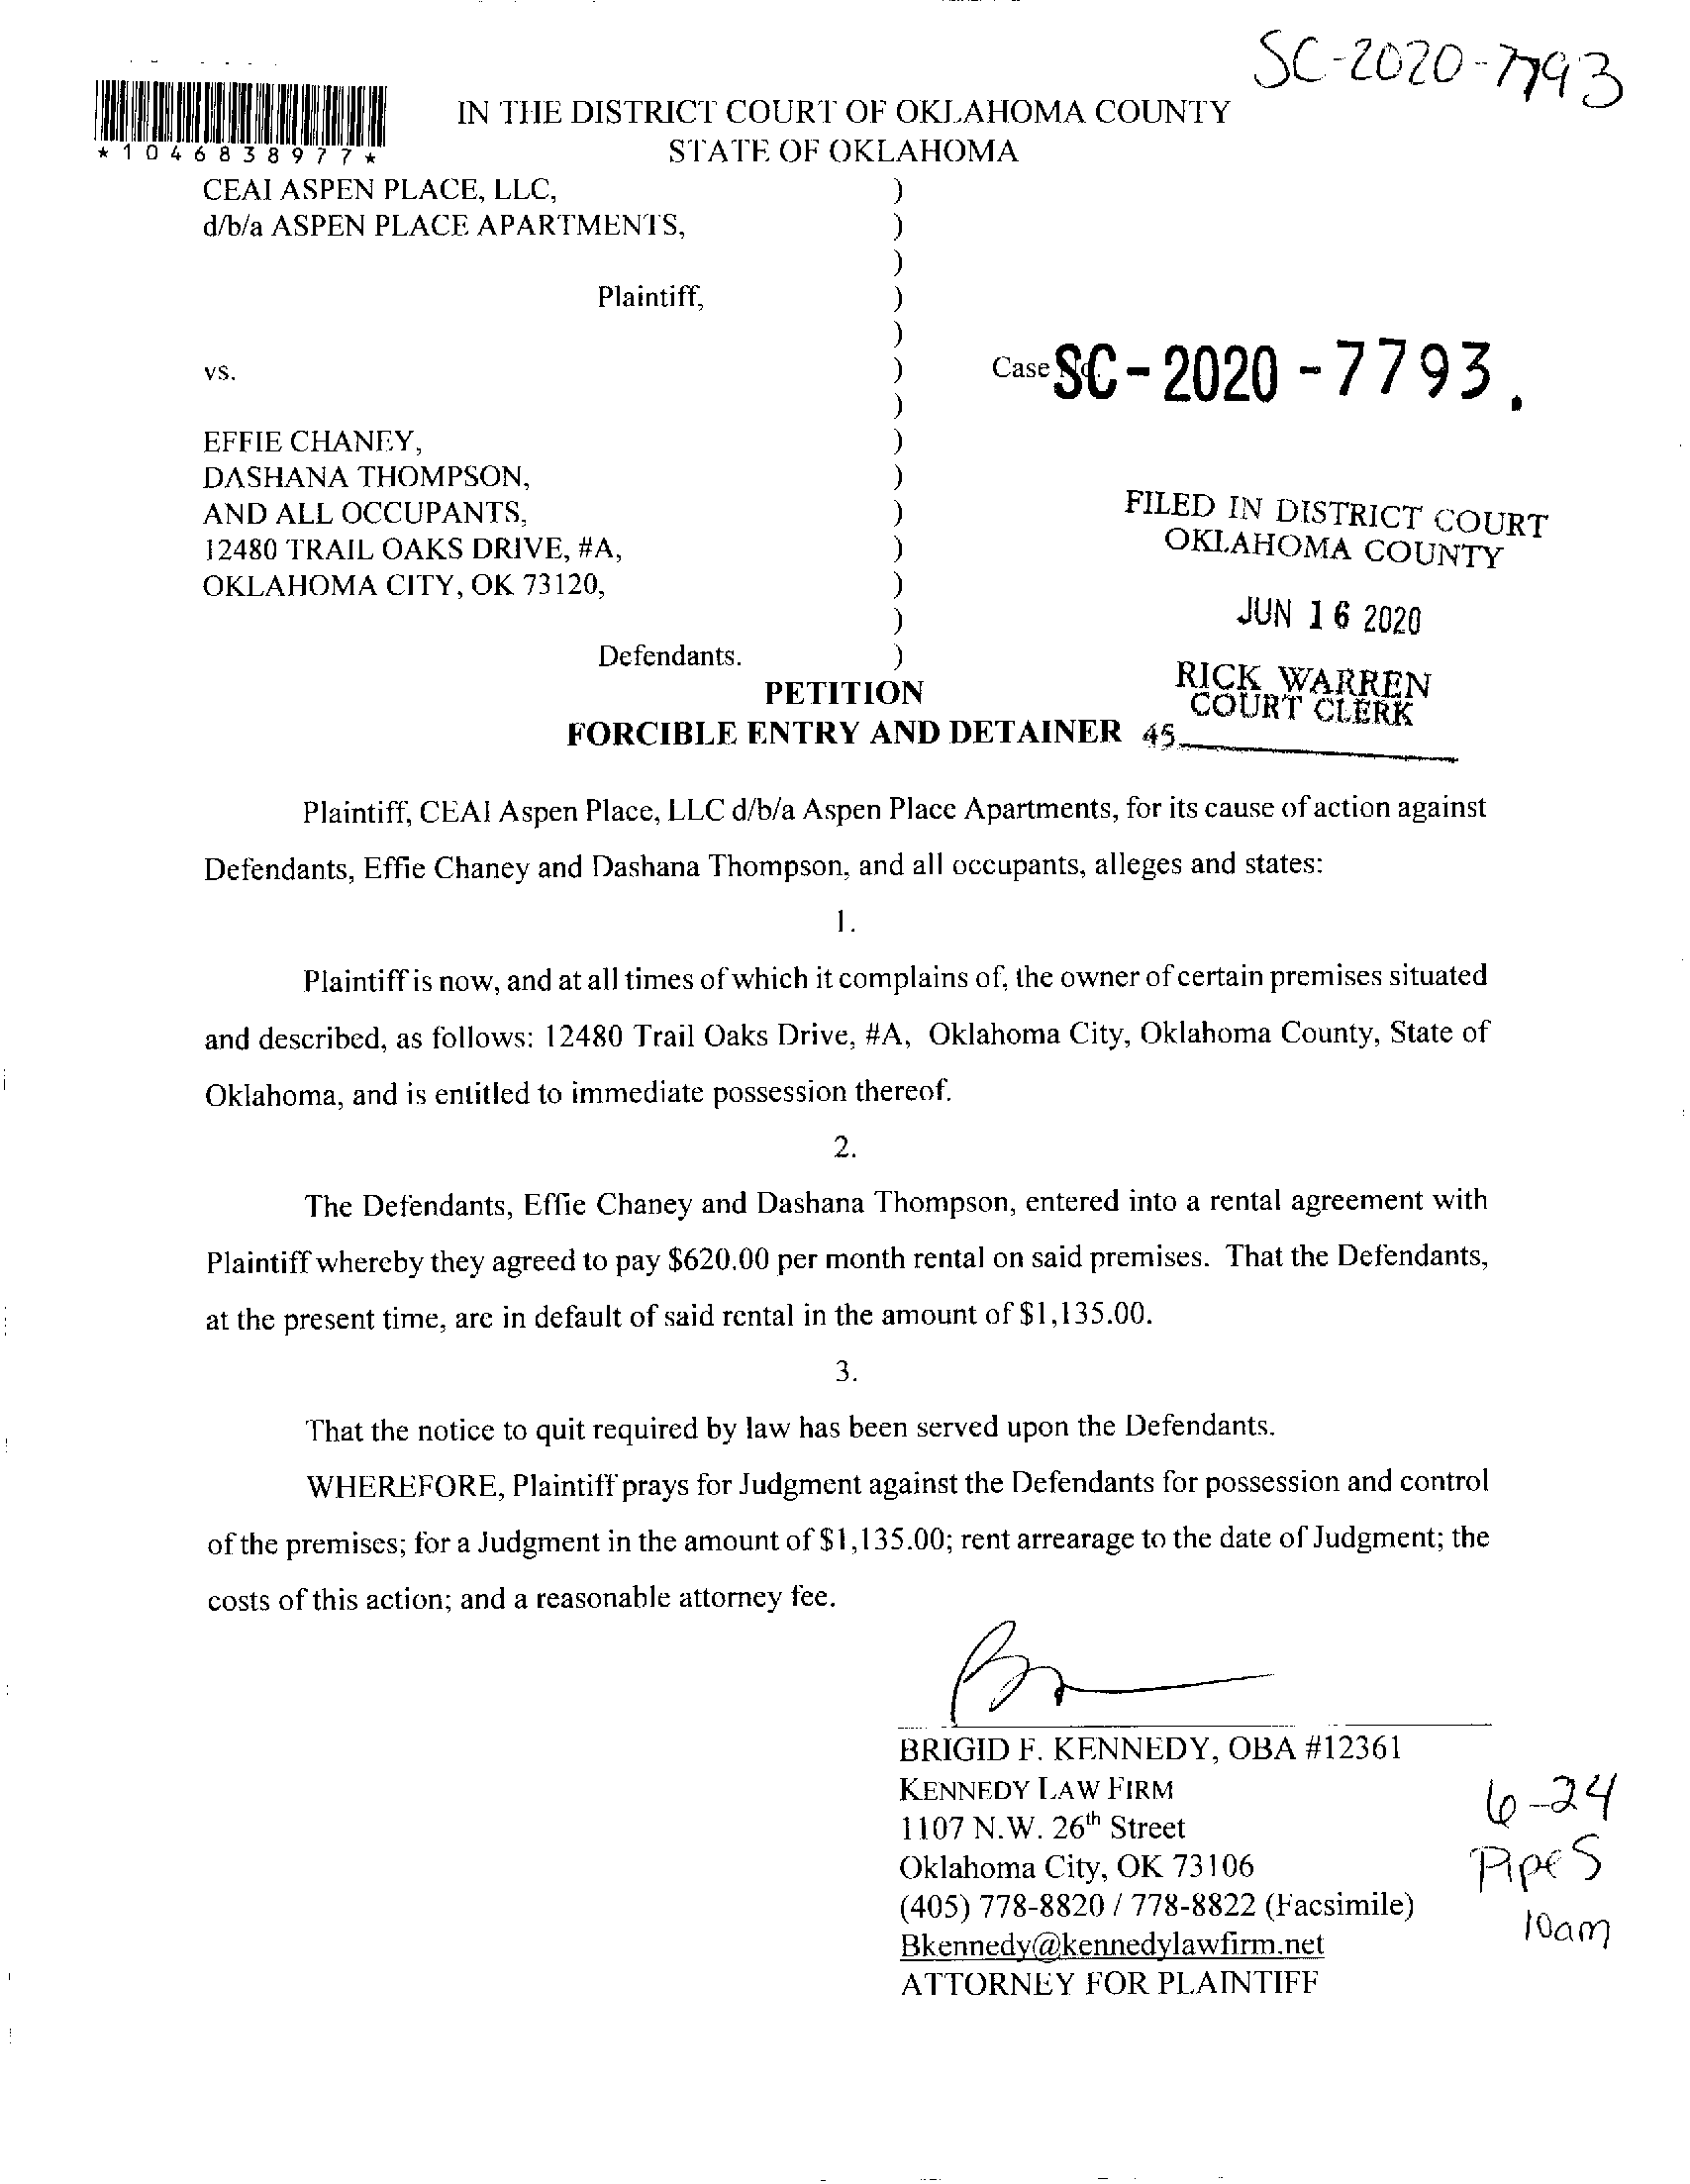 SC-2020-7793
*1046838977*
IN THE DISTRICT COURT OF OKLAHOMA COUNTY
STATE OF OKLAHOMA
CEAI ASPEN PLACE, LLC, )
d/b/a ASPEN PLACE APARTMENTS, )
)
Plaintiff, )
)
vs. ) Case No. SC-2020-7793.
)
EFFIE CHANEY, )
DASHANA THOMPSON, )
AND ALL OCCUPANTS, )
12480 TRAIL OAKS DRIVE, #A, )
OKLAHOMA CITY, OK 73120, )
)
Defendants. )
FILED IN DISTRICT COURT
OKLAHOMA COUNTY
JUN 16 2020
RICK WARREN
COURT CLERK
45
PETITION
FORCIBLE ENTRY AND DETAINER
Plaintiff, CEAI Aspen Place, LLC d/b/a Aspen Place Apartments, for its cause of action against
Defendants, Effie Chaney and Dashana Thompson, and all occupants, alleges and states:
1.
Plaintiff is now, and at all times of which it complains of, the owner of certain premises situated
and described, as follows: 12480 Trail Oaks Drive, #A, Oklahoma City, Oklahoma County, State of
Oklahoma, and is entitled to immediate possession thereof.
2.
The Defendants, Effie Chaney and Dashana Thompson, entered into a rental agreement with
Plaintiff whereby they agreed to pay $620.00 per month rental on said premises. That the Defendants,
at the present time, are in default of said rental in the amount of $1,135.00.
3.
That the notice to quit required by law has been served upon the Defendants.
WHEREFORE, Plaintiff prays for Judgment against the Defendants for possession and control
of the premises; for a Judgment in the amount of $1,135.00; rent arrearage to the date of Judgment; the
costs of this action; and a reasonable attorney fee.
BRIGID F. KENNEDY, OBA #12361
KENNEDY LAW FIRM
1107 N.W. 26th Street
Oklahoma City, OK 73106
(405) 778-8820 / 778-8822 (Facsimile)
Bkennedy@kennedylawfirm.net
ATTORNEY FOR PLAINTIFF
6-24
Pipes
10am